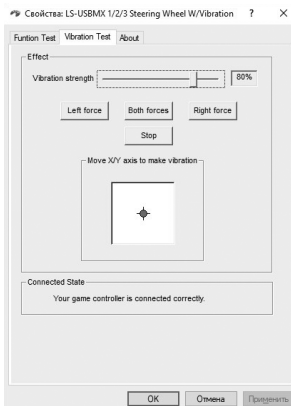 Свойства: LS-USBMX 1/2/3 Steering Wheel W/Vibration ? X
Funtion Test Vibration Test About
Effect
Vibration strength 80%
Left force Both forces Right force
Stop
Move X/Y axis to make vibration
Connected State
Your game controller is connected correctly.
OK Отмена Применить